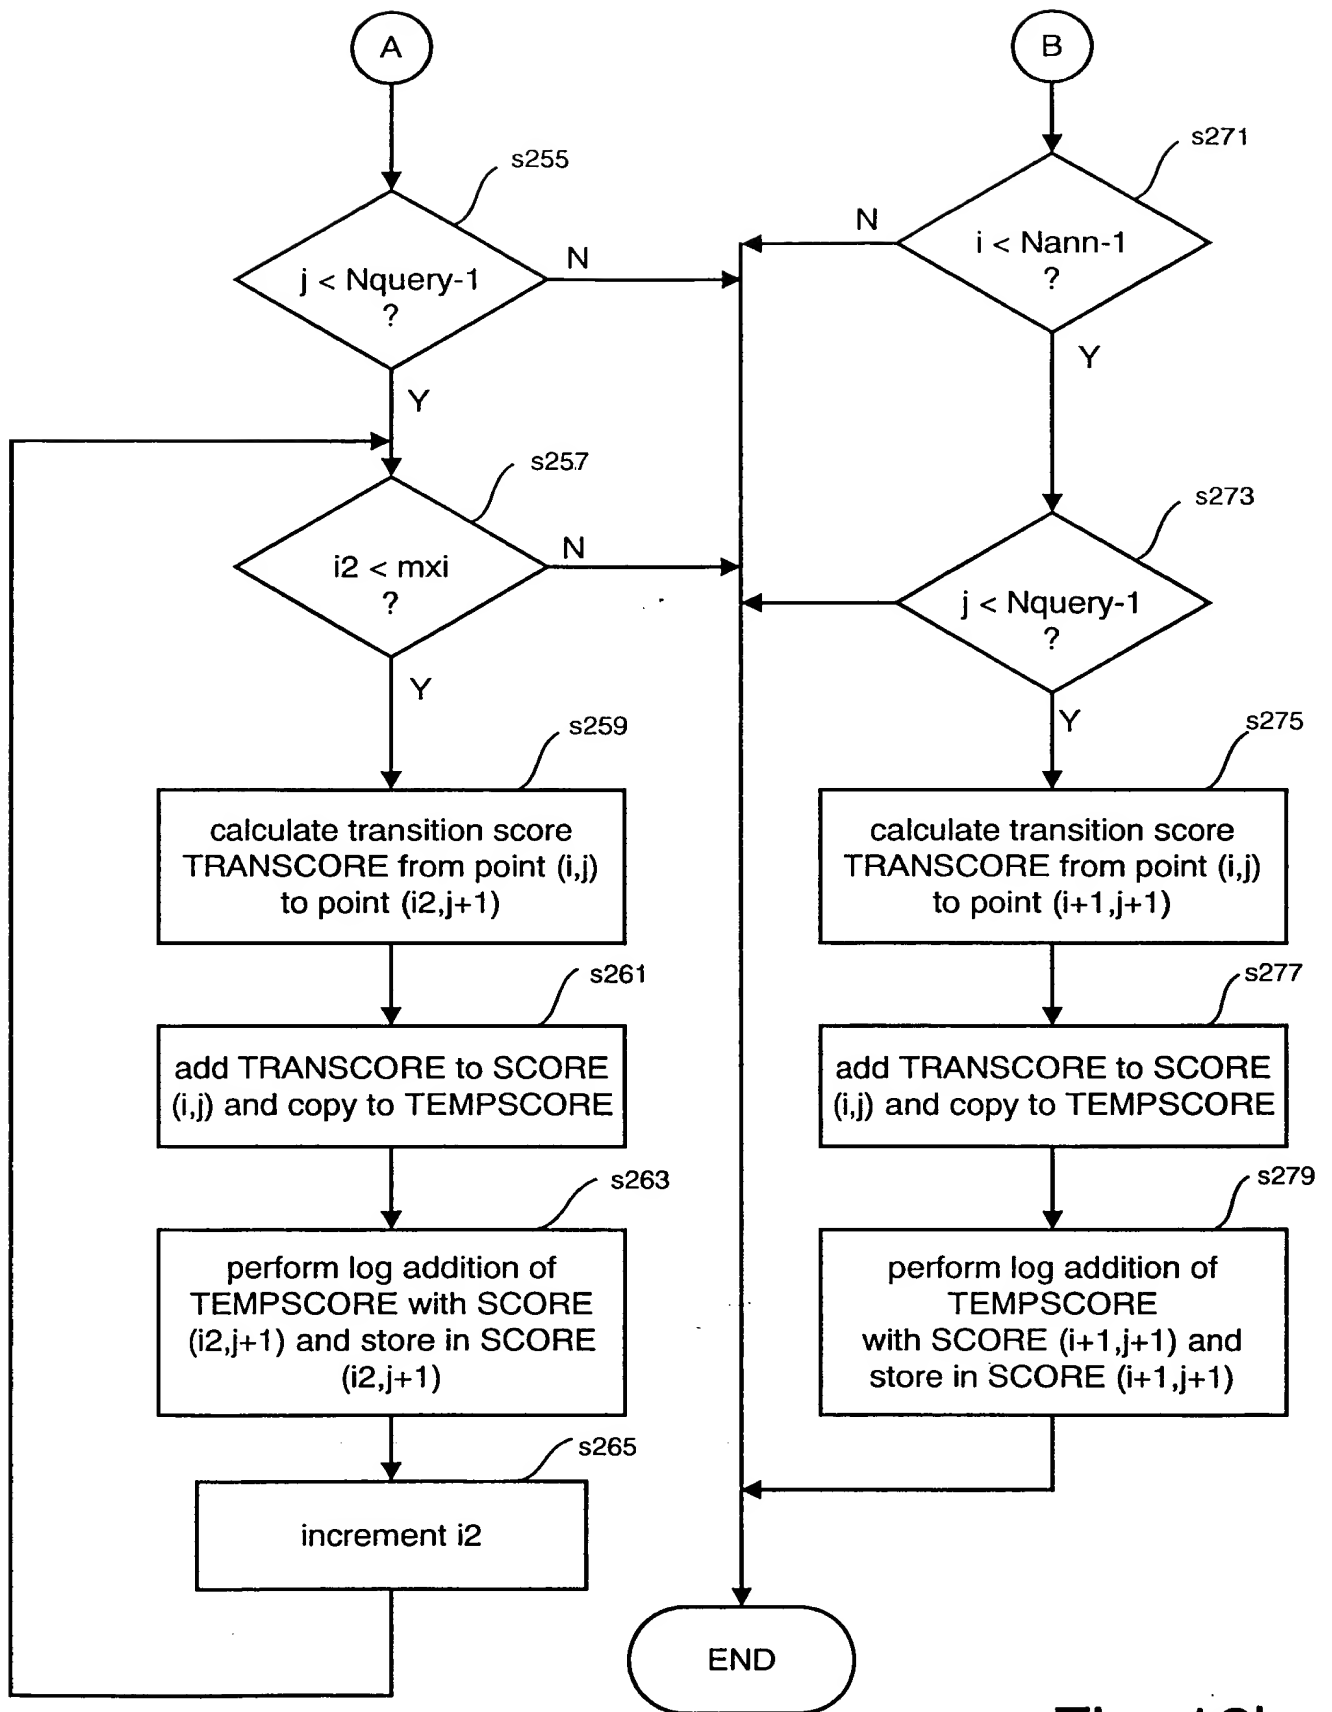 A
s255
j < Nquery-1
?
N
Y
s257
i2 < mxi
?
N
Y
s259
calculate transition score
TRANSCORE from point (i,j)
to point (i2,j+1)
s261
add TRANSCORE to SCORE
(i,j) and copy to TEMPSCORE
s263
perform log addition of
TEMPSCORE with SCORE
(i2,j+1) and store in SCORE
(i2,j+1)
s265
increment i2
B
s271
i < Nann-1
?
N
Y
s273
j < Nquery-1
?
Y
s275
calculate transition score
TRANSCORE from point (i,j)
to point (i+1,j+1)
s277
add TRANSCORE to SCORE
(i,j) and copy to TEMPSCORE
s279
perform log addition of
TEMPSCORE
with SCORE (i+1,j+1) and
store in SCORE (i+1,j+1)
END